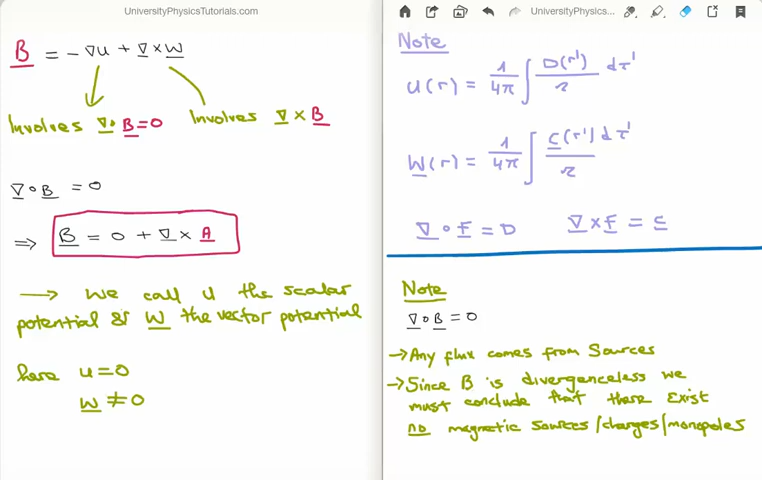 UniversityPhysicsTutorials.com
B = - ∇u + ∇ × W
Involves ∇∘B=0
Involves ∇ × B
∇∘B = 0
⇒ B = 0 + ∇ × A
→ We call u the scalar
potential & W the vector potential
here u=0
W ≠ 0
UniversityPhysics...
Note
U(r) = 1/4π ∫ D(r')/r dτ'
W(r) = 1/4π ∫ C(r')dτ'/r
∇∘F = D ∇×F = C
Note
∇∘B = 0
→ Any flux comes from Sources
→ Since B is divergenceless we
must conclude that there Exist
no magnetic sources/charges/monopoles